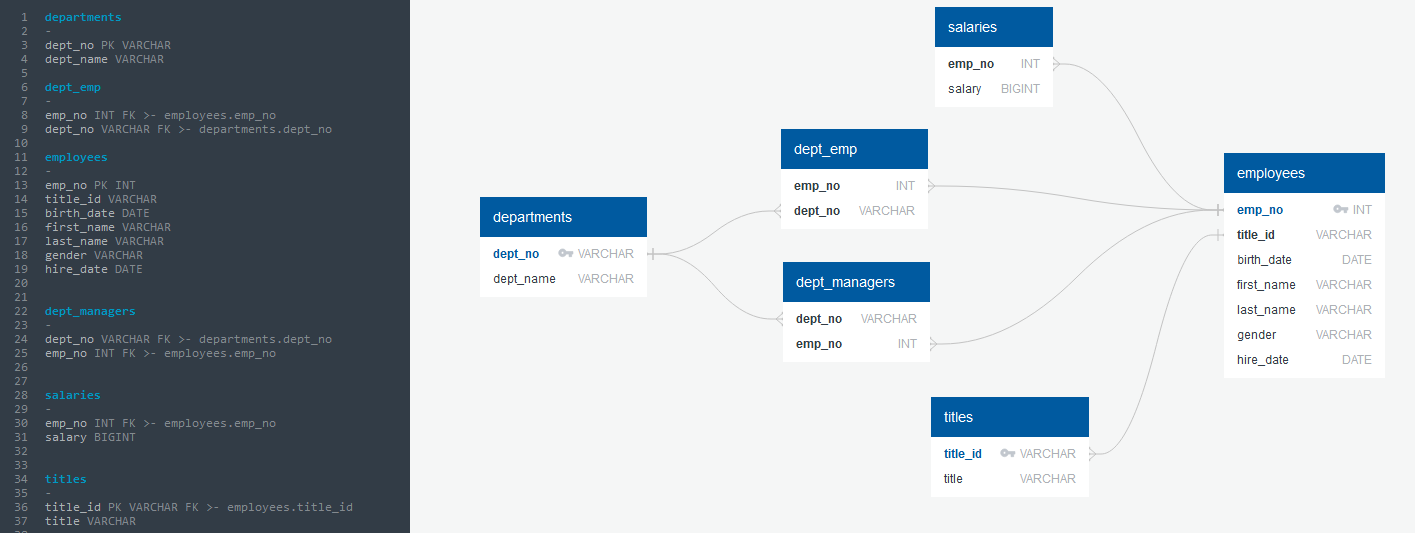 1 departments
2 -
3 dept_no PK VARCHAR
4 dept_name VARCHAR
5
6 dept_emp
7 -
8 emp_no INT FK >- employees.emp_no
9 dept_no VARCHAR FK >- departments.dept_no
10
11 employees
12 -
13 emp_no PK INT
14 title_id VARCHAR
15 birth_date DATE
16 first_name VARCHAR
17 last_name VARCHAR
18 gender VARCHAR
19 hire_date DATE
20
21
22 dept_managers
23 -
24 dept_no VARCHAR FK >- departments.dept_no
25 emp_no INT FK >- employees.emp_no
26
27
28 salaries
29 -
30 emp_no INT FK >- employees.emp_no
31 salary BIGINT
32
33
34 titles
35 -
36 title_id PK VARCHAR FK >- employees.title_id
37 title VARCHAR
departments
dept_no VARCHAR
dept_name VARCHAR
dept_emp
emp_no INT
dept_no VARCHAR
dept_managers
dept_no VARCHAR
emp_no INT
salaries
emp_no INT
salary BIGINT
titles
title_id VARCHAR
title VARCHAR
employees
emp_no INT
title_id VARCHAR
birth_date DATE
first_name VARCHAR
last_name VARCHAR
gender VARCHAR
hire_date DATE